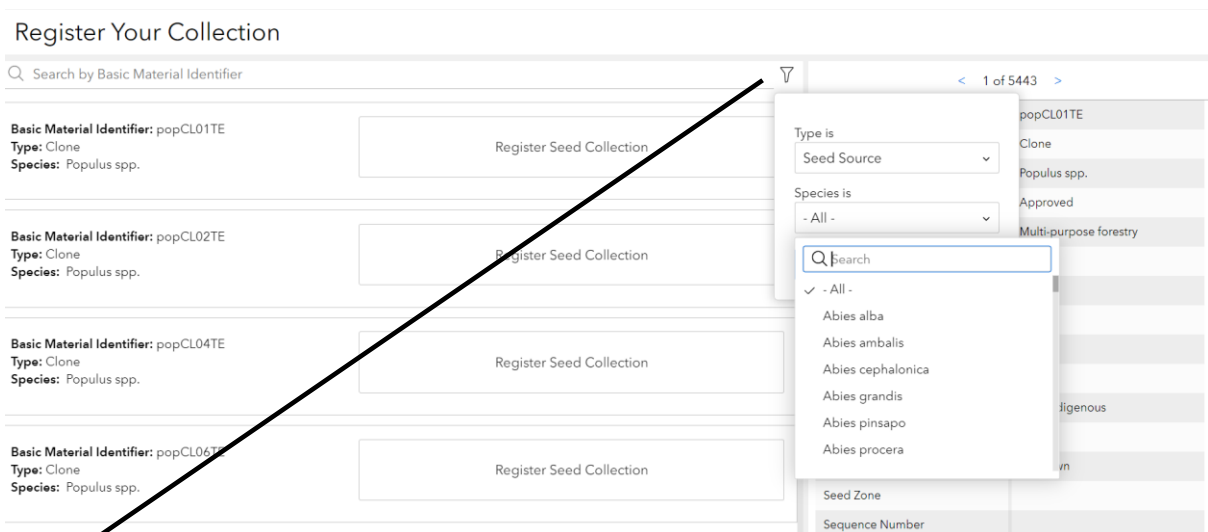 Register Your Collection
Search by Basic Material Identifier
Basic Material Identifier: popCL01TE
Type: Clone
Species: Populus spp.
Register Seed Collection
Basic Material Identifier: popCL02TE
Type: Clone
Species: Populus spp.
Register Seed Collection
Basic Material Identifier: popCL04TE
Type: Clone
Species: Populus spp.
Register Seed Collection
Basic Material Identifier: popCL06TE
Type: Clone
Species: Populus spp.
Register Seed Collection
< 1 of 5443 >
Type is
Seed Source
Species is
- All -
Search
- All -
Abies alba
Abies ambalis
Abies cephalonica
Abies grandis
Abies pinsapo
Abies procera
popCL01TE
Clone
Populus spp.
Approved
Multi-purpose forestry
Seed Zone
Sequence Number